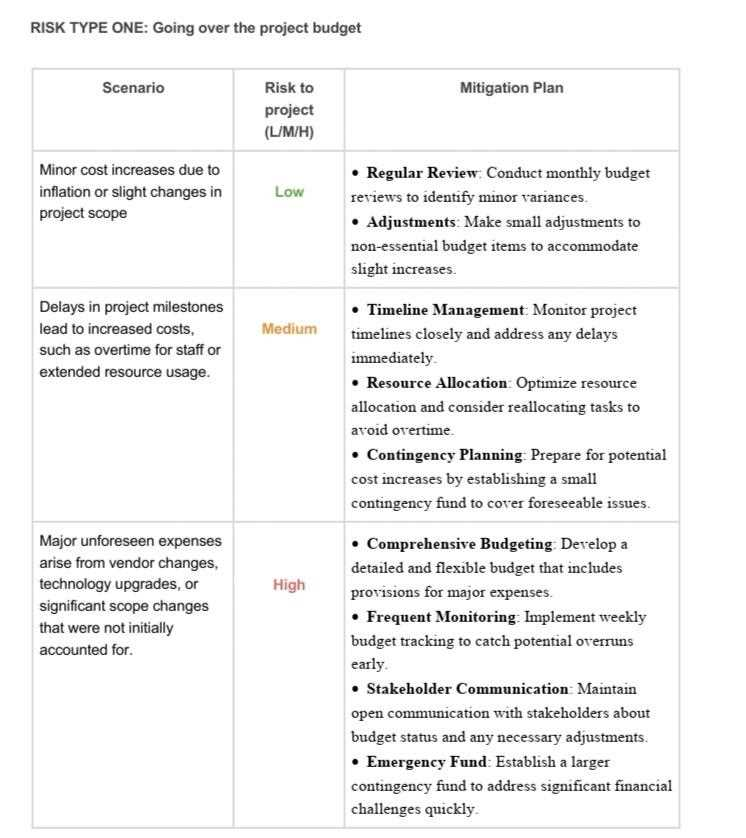 RISK TYPE ONE: Going over the project budget
Scenario
Risk to
project
(L/M/H)
Mitigation Plan
Minor cost increases due to
inflation or slight changes in
project scope
Low
• Regular Review: Conduct monthly budget
reviews to identify minor variances.
• Adjustments: Make small adjustments to
non-essential budget items to accommodate
slight increases.
Delays in project milestones
lead to increased costs,
such as overtime for staff or
extended resource usage.
Medium
• Timeline Management: Monitor project
timelines closely and address any delays
immediately.
• Resource Allocation: Optimize resource
allocation and consider reallocating tasks to
avoid overtime.
• Contingency Planning: Prepare for potential
cost increases by establishing a small
contingency fund to cover foreseeable issues.
Major unforeseen expenses
arise from vendor changes,
technology upgrades, or
significant scope changes
that were not initially
accounted for.
High
• Comprehensive Budgeting: Develop a
detailed and flexible budget that includes
provisions for major expenses.
• Frequent Monitoring: Implement weekly
budget tracking to catch potential overruns
early.
• Stakeholder Communication: Maintain
open communication with stakeholders about
budget status and any necessary adjustments.
• Emergency Fund: Establish a larger
contingency fund to address significant financial
challenges quickly.